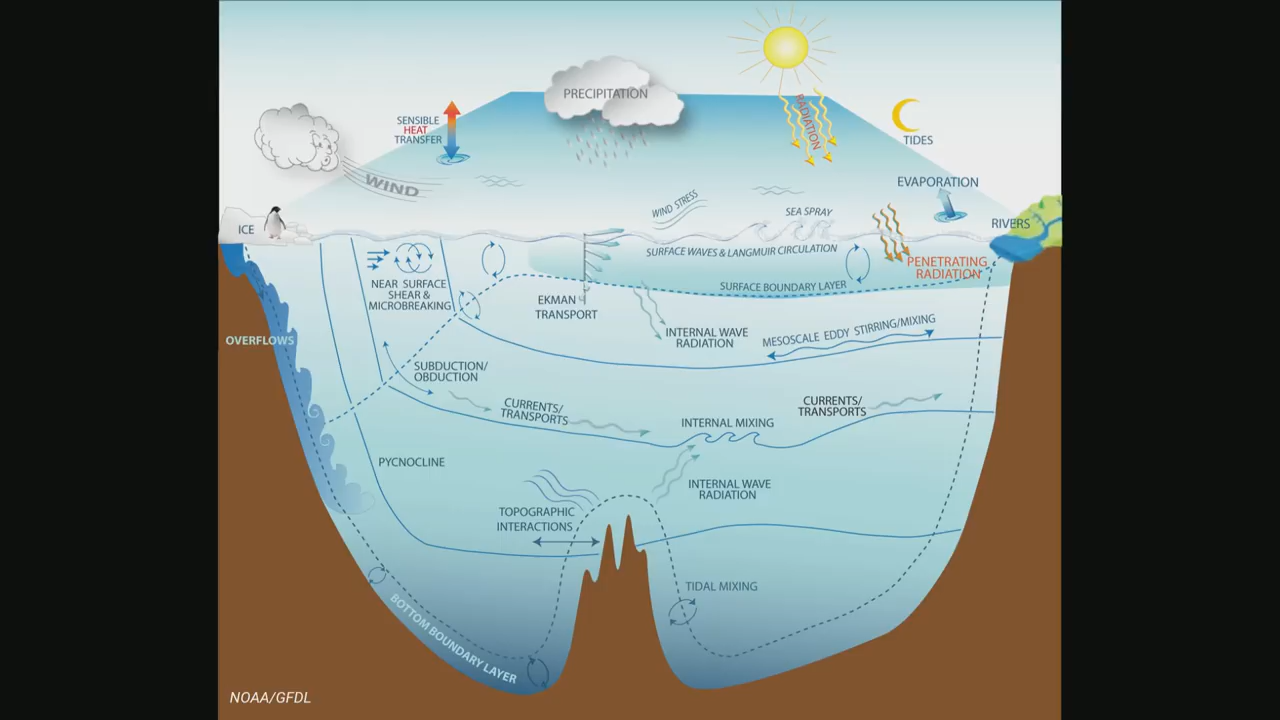 PRECIPITATION
SENSIBLE
HEAT
TRANSFER
RADIATION
TIDES
WIND
EVAPORATION
WIND STRESS
SEA SPRAY
ICE
RIVERS
SURFACE WAVES & LANGMUIR CIRCULATION
PENETRATING
RADIATION
NEAR SURFACE
SHEAR &
MICROBREAKING
SURFACE BOUNDARY LAYER
EKMAN
TRANSPORT
INTERNAL WAVE
RADIATION
MESOSCALE EDDY STIRRING/MIXING
OVERFLOWS
SUBDUCTION/
OBDUCTION
CURRENTS/
TRANSPORTS
CURRENTS/
TRANSPORTS
INTERNAL MIXING
PYCNOCLINE
INTERNAL WAVE
RADIATION
TOPOGRAPHIC
INTERACTIONS
TIDAL MIXING
BOTTOM BOUNDARY LAYER
NOAA/GFDL